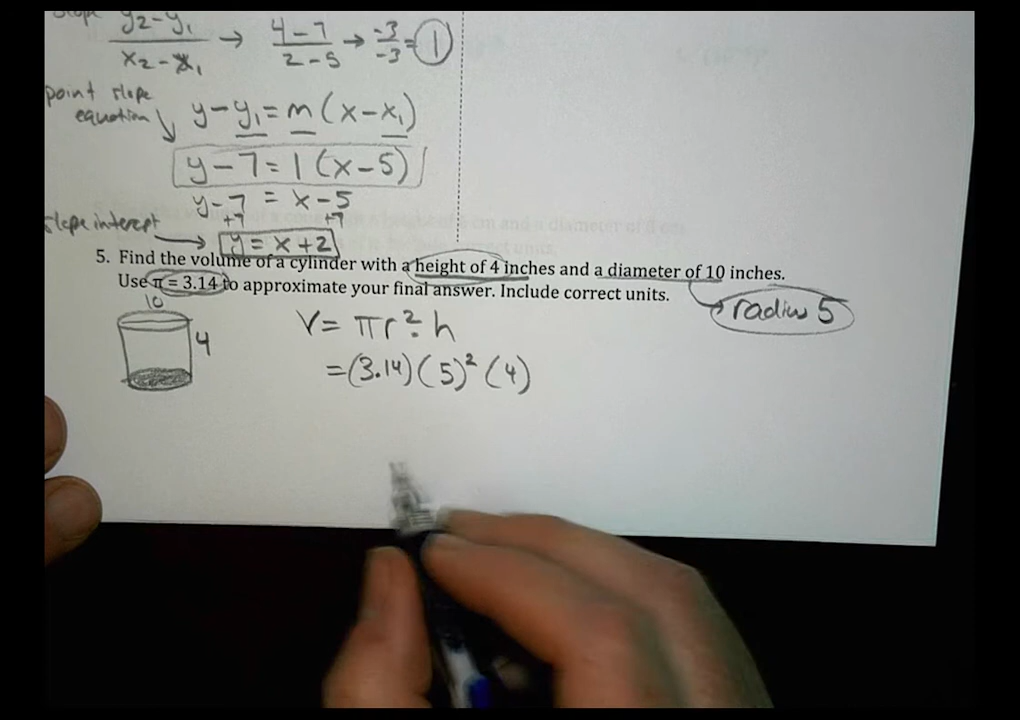 slope y2-y1/x2-x1 → 4-7/2-5 → -3/-3 = 1
point slope
equation y-y1=m(x-x1)
y-7=1(x-5)
y-7 = x-5
+7 +7
slope intercept → y=x+2
5. Find the volume of a cylinder with a height of 4 inches and a diameter of 10 inches.
Use π = 3.14 to approximate your final answer. Include correct units.
radius 5
10
4
V= πr²·h
=(3.14)(5)²(4)